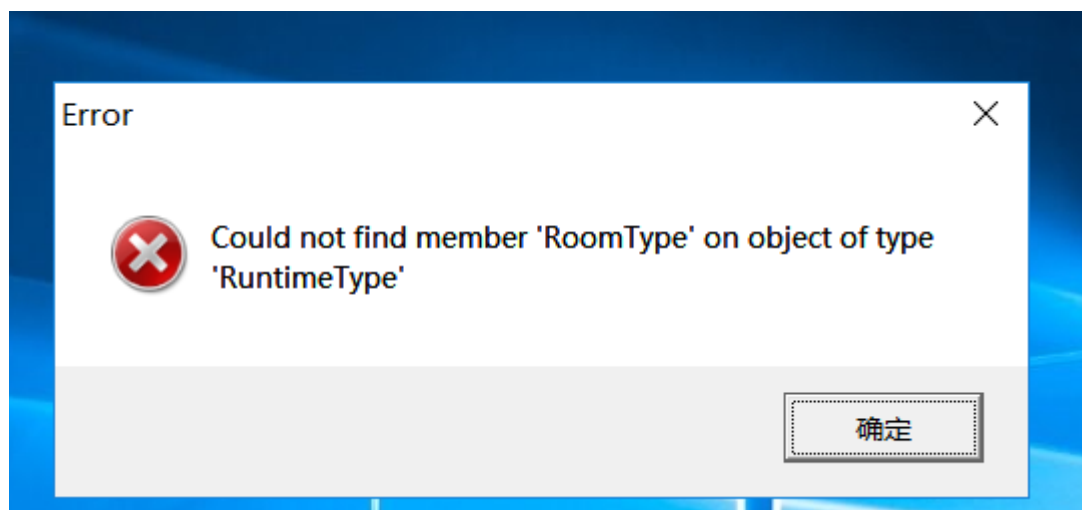 Error
Could not find member 'RoomType' on object of type
'RuntimeType'
确定